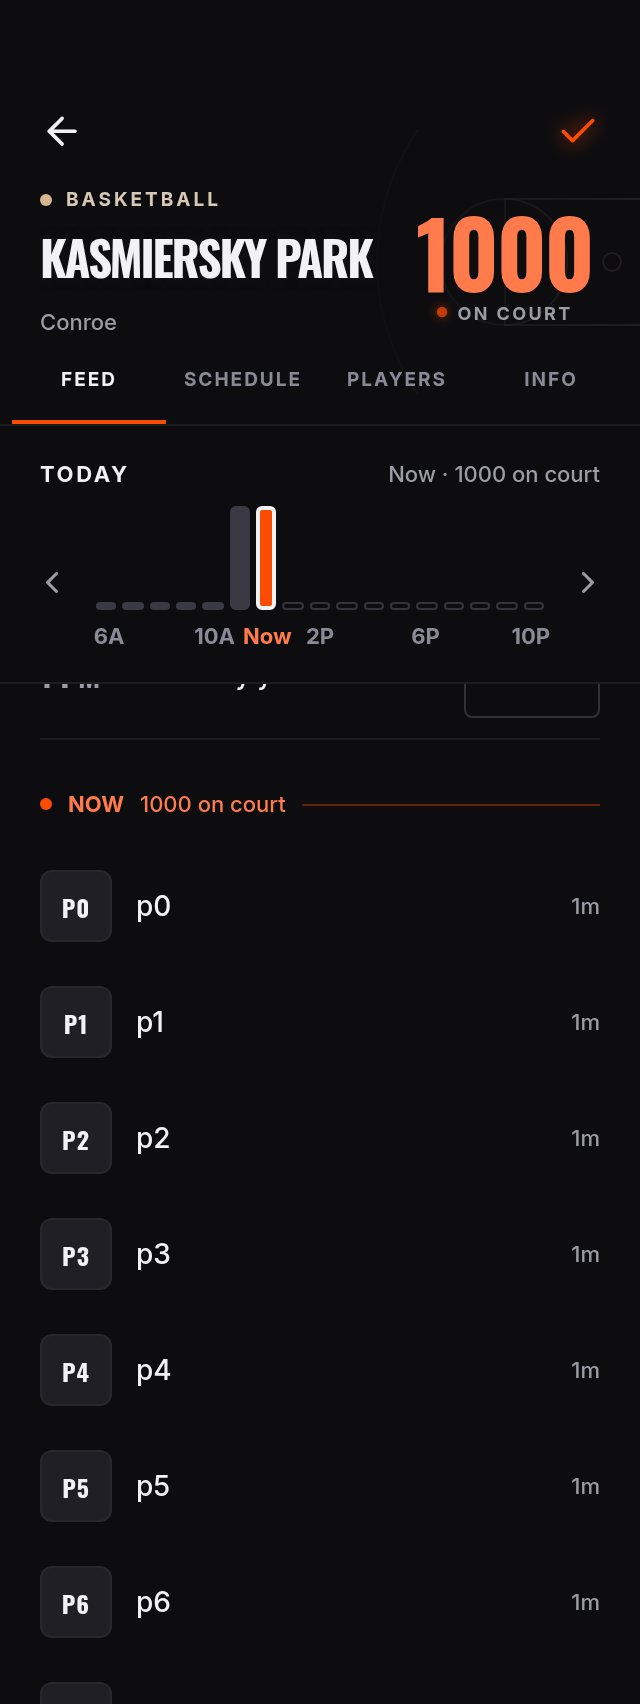 BASKETBALL
KASMIERSKY PARK
1000
ON COURT
Conroe
FEED SCHEDULE PLAYERS INFO
TODAY
Now · 1000 on court
6A 10A Now 2P 6P 10P
NOW 1000 on court
P0 p0 1m
P1 p1 1m
P2 p2 1m
P3 p3 1m
P4 p4 1m
P5 p5 1m
P6 p6 1m